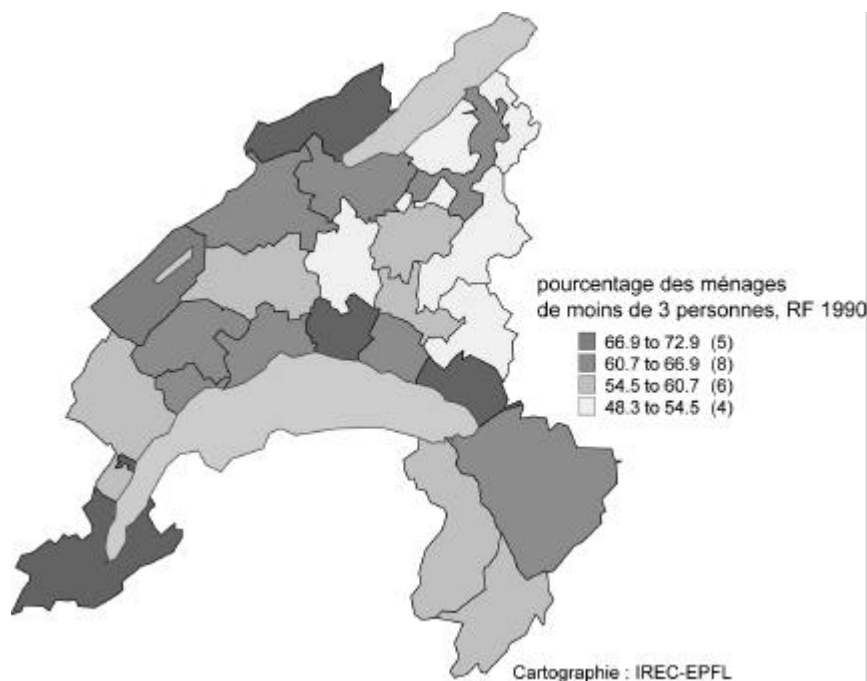 pourcentage des ménages
de moins de 3 personnes, RF 1990
66.9 to 72.9 (5)
60.7 to 66.9 (8)
54.5 to 60.7 (6)
48.3 to 54.5 (4)
Cartographie : IREC-EPFL